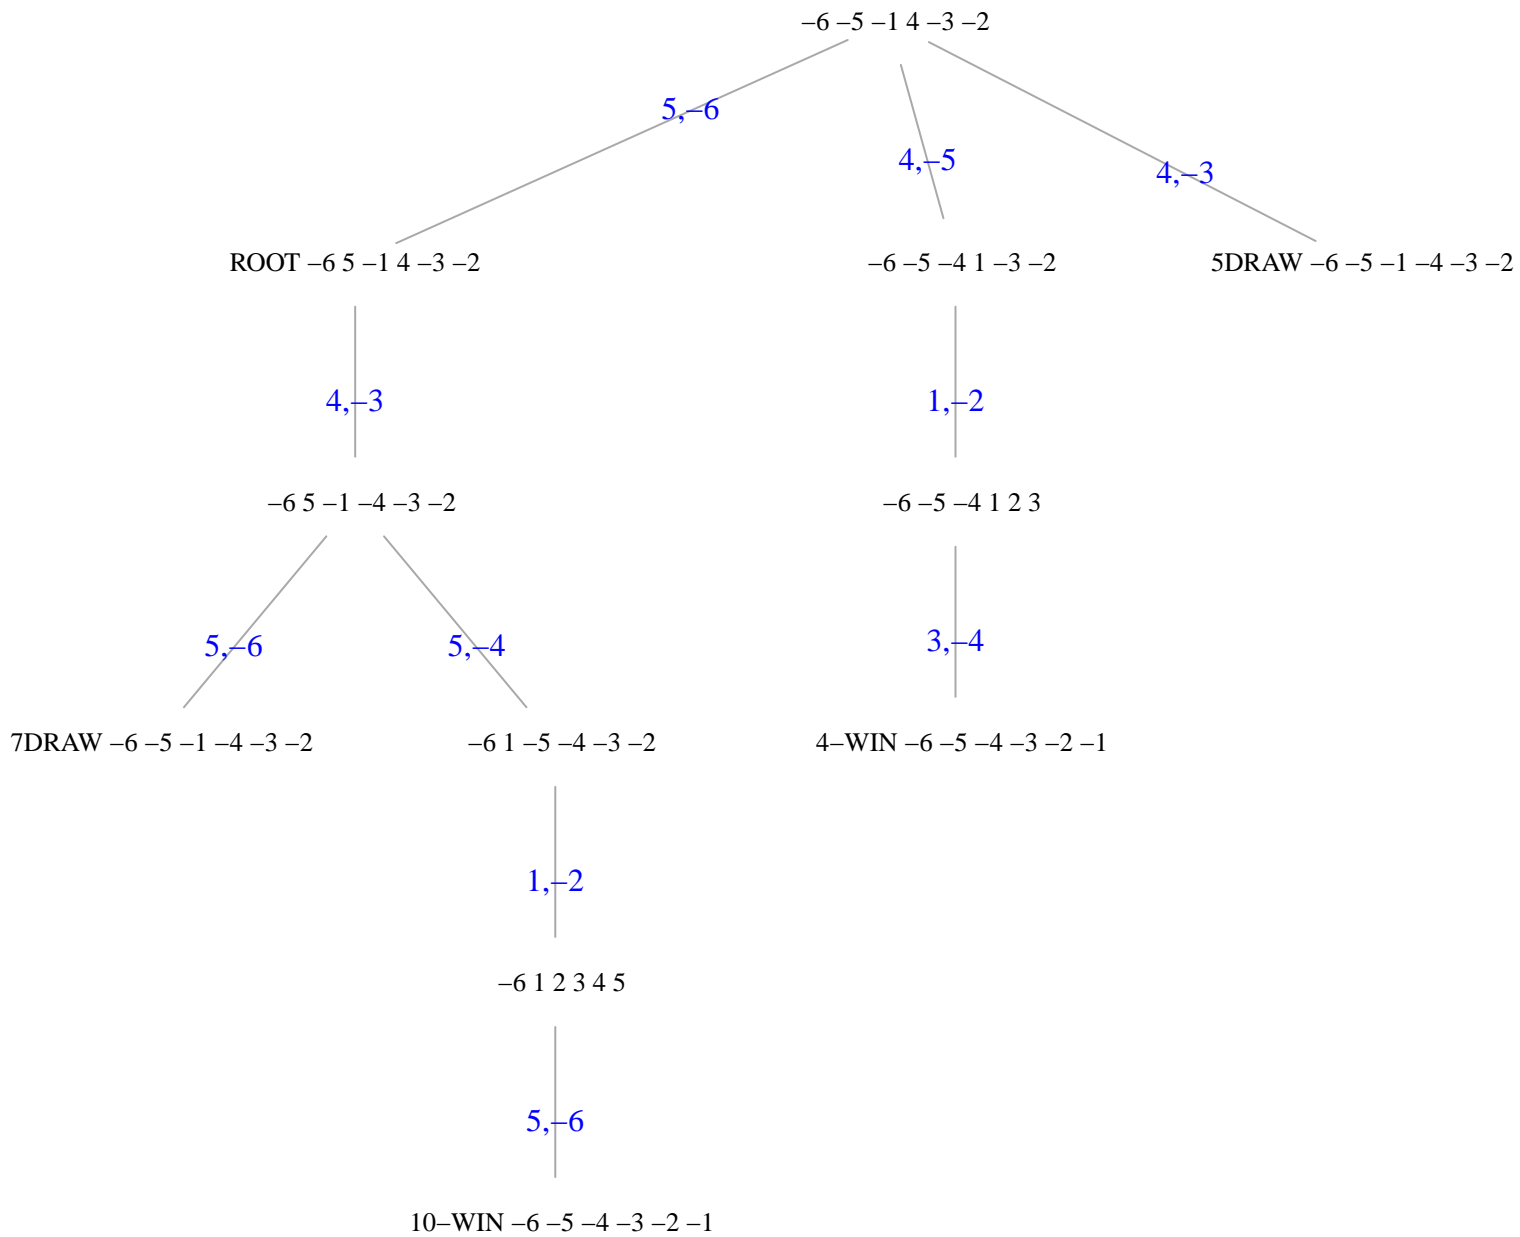 –6 –5 –1 4 –3 –2
5,–6
4,–5
4,–3
ROOT –6 5 –1 4 –3 –2
–6 –5 –4 1 –3 –2
5DRAW –6 –5 –1 –4 –3 –2
4,–3
1,–2
–6 5 –1 –4 –3 –2
–6 –5 –4 1 2 3
5,–6
5,–4
3,–4
7DRAW –6 –5 –1 –4 –3 –2
–6 1 –5 –4 –3 –2
4–WIN –6 –5 –4 –3 –2 –1
1,–2
–6 1 2 3 4 5
5,–6
10–WIN –6 –5 –4 –3 –2 –1